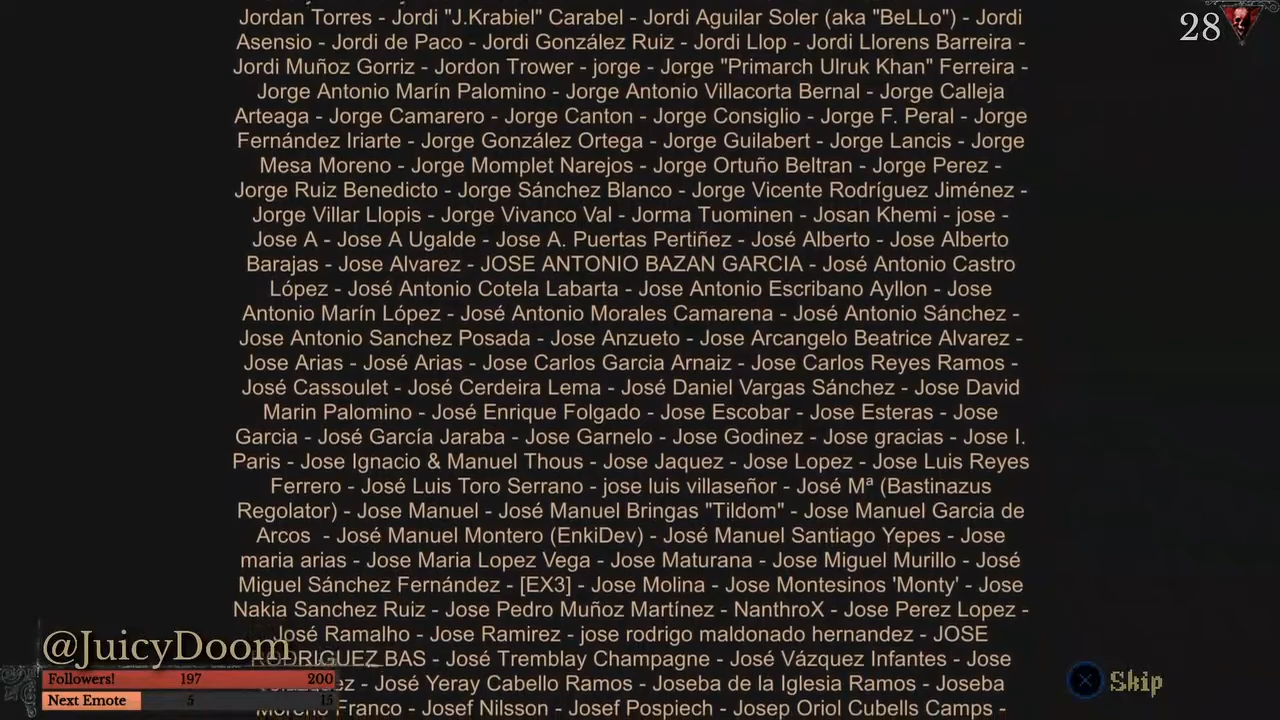 Jordan Torres - Jordi "J.Krabiel" Carabel - Jordi Aguilar Soler (aka "BeLLo") - Jordi
28
Asensio - Jordi de Paco - Jordi González Ruiz - Jordi Llop - Jordi Llorens Barreira -
Jordi Muñoz Gorriz - Jordon Trower - jorge - Jorge "Primarch Ulruk Khan" Ferreira -
Jorge Antonio Marín Palomino - Jorge Antonio Villacorta Bernal - Jorge Calleja
Arteaga - Jorge Camarero - Jorge Canton - Jorge Consiglio - Jorge F. Peral - Jorge
Fernández Iriarte - Jorge González Ortega - Jorge Guilabert - Jorge Lancis - Jorge
Mesa Moreno - Jorge Momplet Narejos - Jorge Ortuño Beltran - Jorge Perez -
Jorge Ruiz Benedicto - Jorge Sánchez Blanco - Jorge Vicente Rodríguez Jiménez -
Jorge Villar Llopis - Jorge Vivanco Val - Jorma Tuominen - Josan Khemi - jose -
Jose A - Jose A Ugalde - Jose A. Puertas Pertiñez - José Alberto - Jose Alberto
Barajas - Jose Alvarez - JOSE ANTONIO BAZAN GARCIA - José Antonio Castro
López - José Antonio Cotela Labarta - Jose Antonio Escribano Ayllon - Jose
Antonio Marín López - José Antonio Morales Camarena - José Antonio Sánchez -
Jose Antonio Sanchez Posada - Jose Anzueto - Jose Arcangelo Beatrice Alvarez -
Jose Arias - José Arias - Jose Carlos Garcia Arnaiz - Jose Carlos Reyes Ramos -
José Cassoulet - José Cerdeira Lema - José Daniel Vargas Sánchez - Jose David
Marin Palomino - José Enrique Folgado - Jose Escobar - Jose Esteras - Jose
Garcia - José García Jaraba - Jose Garnelo - Jose Godinez - Jose gracias - Jose I.
Paris - Jose Ignacio & Manuel Thous - Jose Jaquez - Jose Lopez - Jose Luis Reyes
Ferrero - José Luis Toro Serrano - jose luis villaseñor - José Mª (Bastinazus
Regolator) - Jose Manuel - José Manuel Bringas "Tildom" - Jose Manuel Garcia de
Arcos - José Manuel Montero (EnkiDev) - José Manuel Santiago Yepes - Jose
maria arias - Jose Maria Lopez Vega - Jose Maturana - Jose Miguel Murillo - José
Miguel Sánchez Fernández - [EX3] - Jose Molina - Jose Montesinos 'Monty' - Jose
Nakia Sanchez Ruiz - Jose Pedro Muñoz Martínez - NanthroX - Jose Perez Lopez -
José Ramalho - Jose Ramirez - jose rodrigo maldonado hernandez - JOSE
@JuicyDoom
RODRIGUEZ BAS - José Tremblay Champagne - José Vázquez Infantes - Jose
Followers! 197 200
- José Yeray Cabello Ramos - Joseba de la Iglesia Ramos - Joseba
Skip
Next Emote 5 15
Moreno Franco - Josef Nilsson - Josef Pospiech - Josep Oriol Cubells Camps -